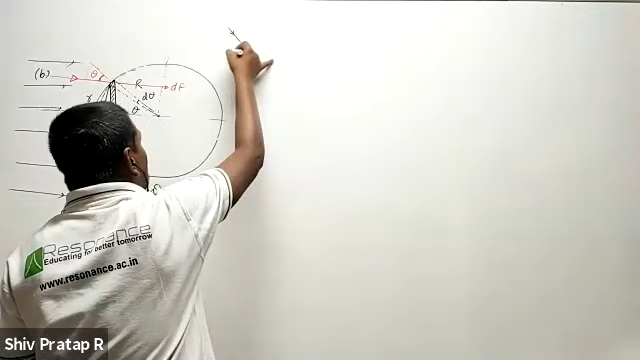 (b)
θ
R
dF
dθ
r
θ
Resonance
Educating for better tomorrow
www.resonance.ac.in
Shiv Pratap R